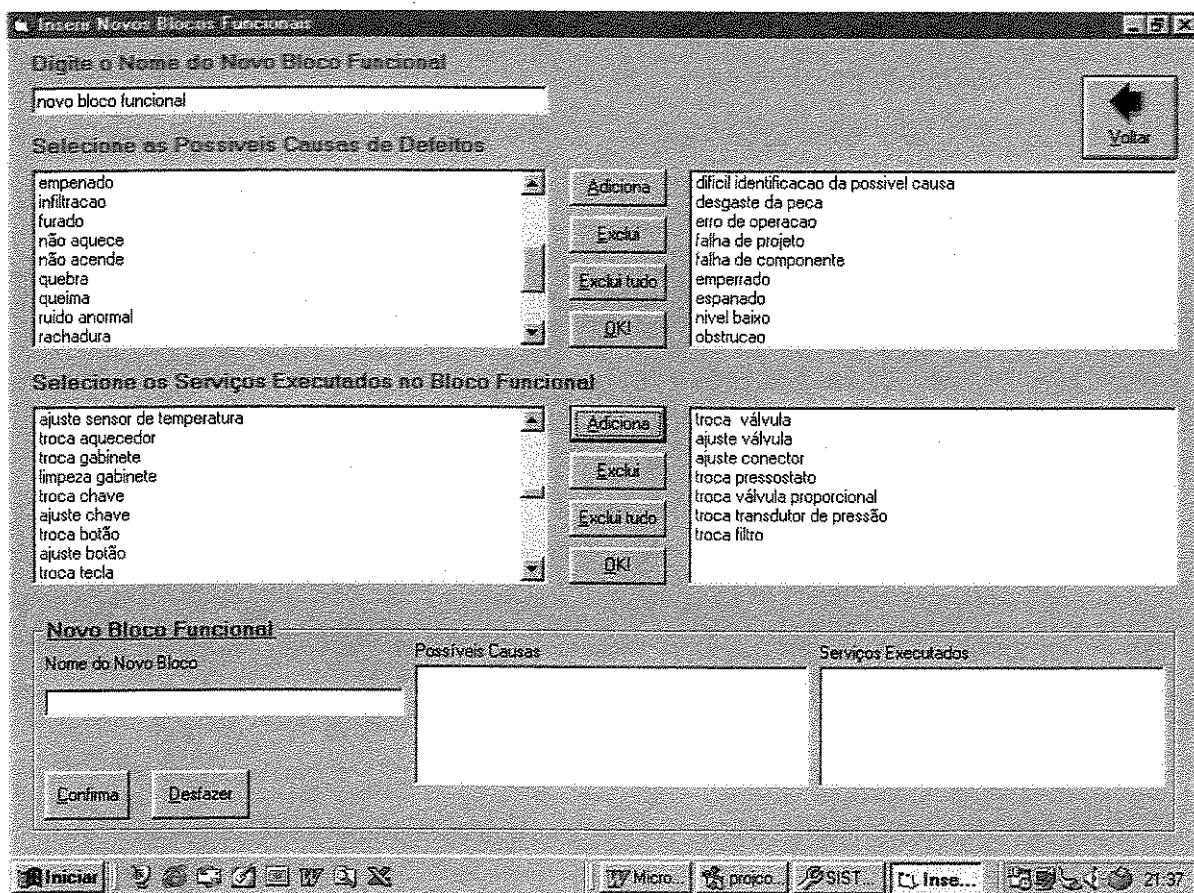 Inserir Novos Blocos Funcionais
Digite o Nome do Novo Bloco Funcional
novo bloco funcional
Voltar
Selecione as Possíveis Causas de Defeitos
empenado
infiltracao
furado
não aquece
não acende
quebra
queima
ruido anormal
rachadura
Adiciona
Exclui
Exclui tudo
OK!
dificil identificacao da possivel causa
desgaste da peca
erro de operacao
falha de projeto
falha de componente
emperrado
espanado
nivel baixo
obstrucao
Selecione os Serviços Executados no Bloco Funcional
ajuste sensor de temperatura
troca aquecedor
troca gabinete
limpeza gabinete
troca chave
ajuste chave
troca botão
ajuste botão
troca tecla
Adiciona
Exclui
Exclui tudo
OK!
troca válvula
ajuste válvula
ajuste conector
troca pressostato
troca válvula proporcional
troca transdutor de pressão
troca filtro
Novo Bloco Funcional
Nome do Novo Bloco
Possíveis Causas
Serviços Executados
Confirma
Desfazer
Iniciar
Micro...
SIST...
Inse...
21:37